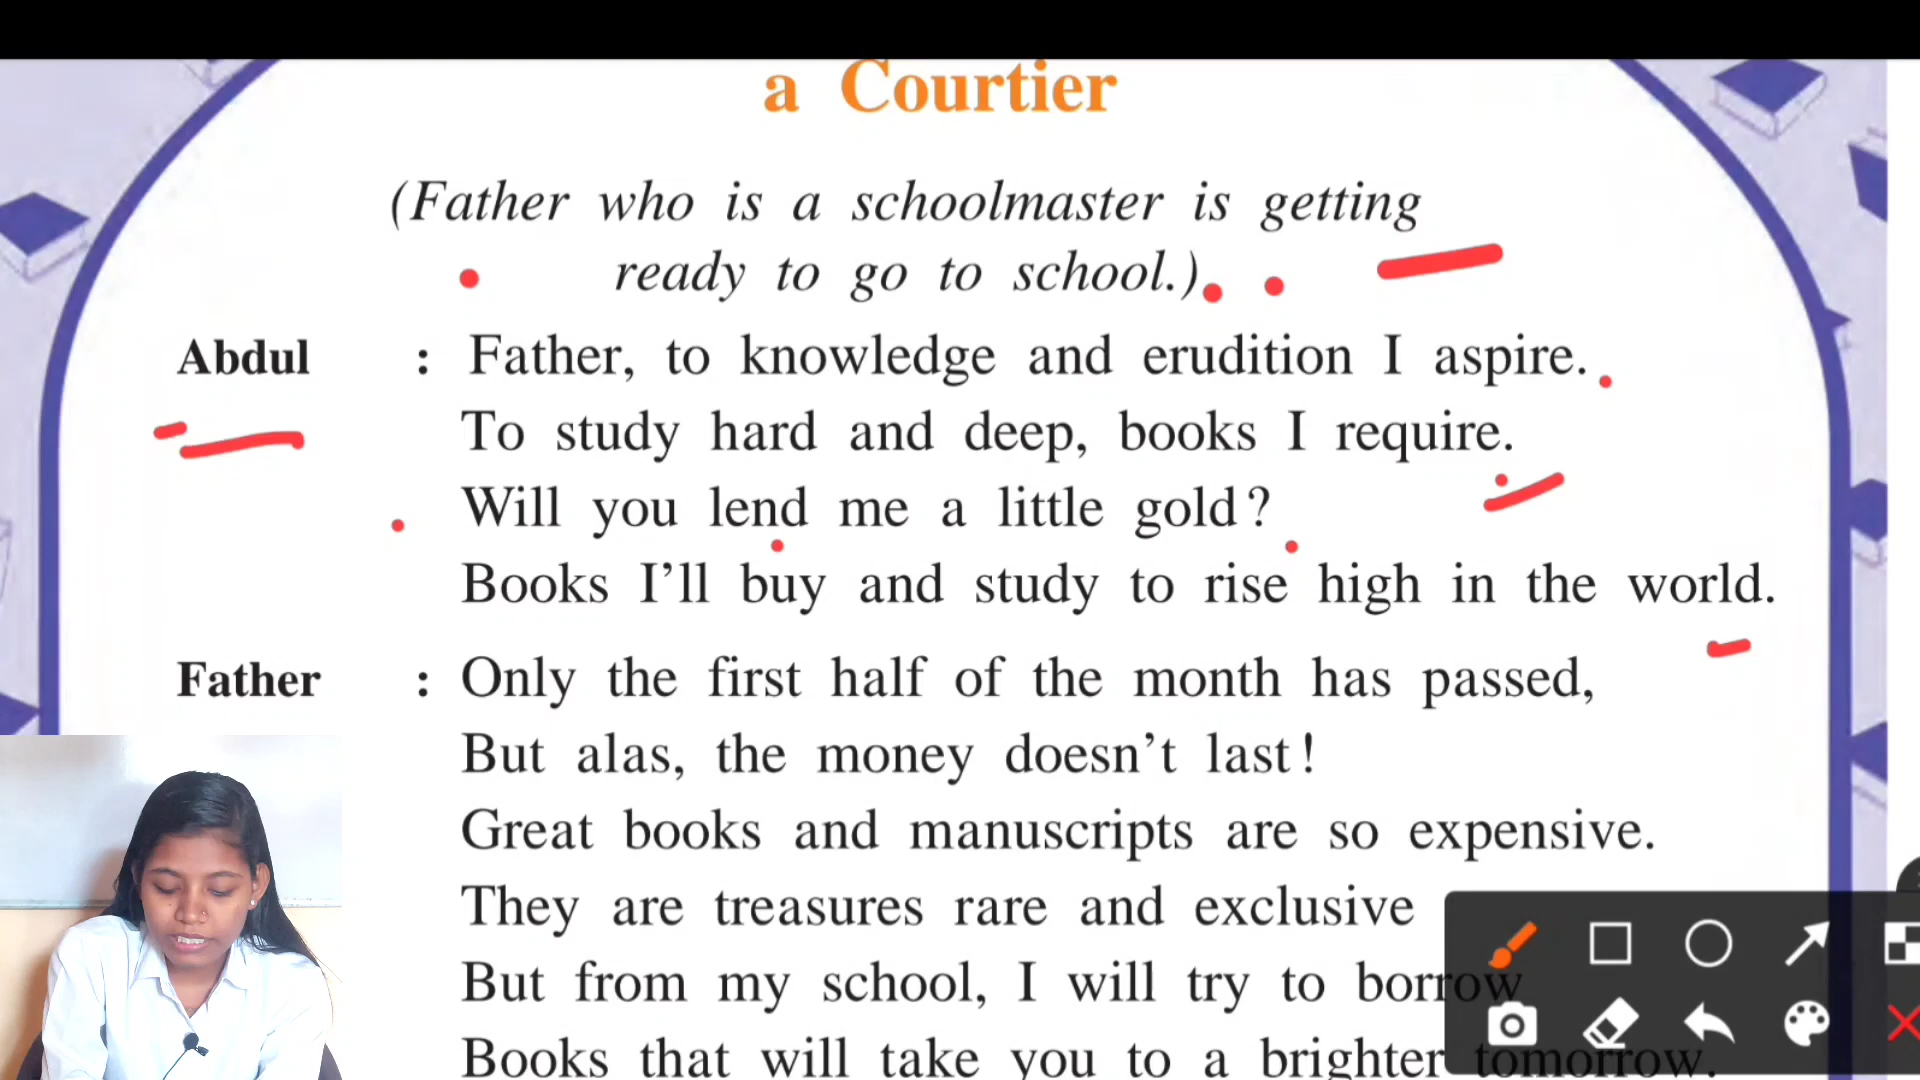 a Courtier
(Father who is a schoolmaster is getting
ready to go to school.)
Abdul : Father, to knowledge and erudition I aspire.
To study hard and deep, books I require.
Will you lend me a little gold?
Books I’ll buy and study to rise high in the world.
Father : Only the first half of the month has passed,
But alas, the money doesn’t last!
Great books and manuscripts are so expensive.
They are treasures rare and exclusive
But from my school, I will try to borrow
Books that will take you to a brighter tomorrow.